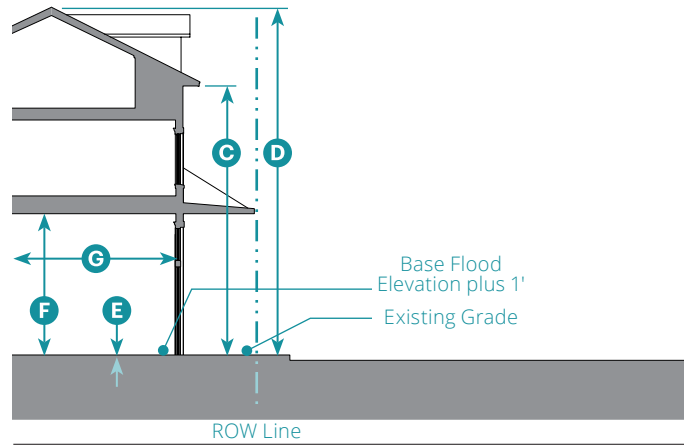 C
D
G
Base Flood
Elevation plus 1'
F
E
Existing Grade
ROW Line